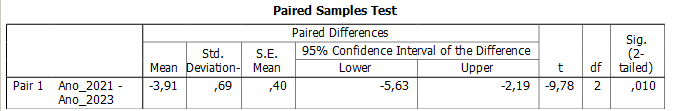 Paired Samples Test
Paired Differences
95% Confidence Interval of the Difference
Mean Std. Deviation- S.E. Mean Lower Upper t df Sig. (2-tailed)
Pair 1 Ano_2021 - Ano_2023 -3,91 ,69 ,40 -5,63 -2,19 -9,78 2 ,010